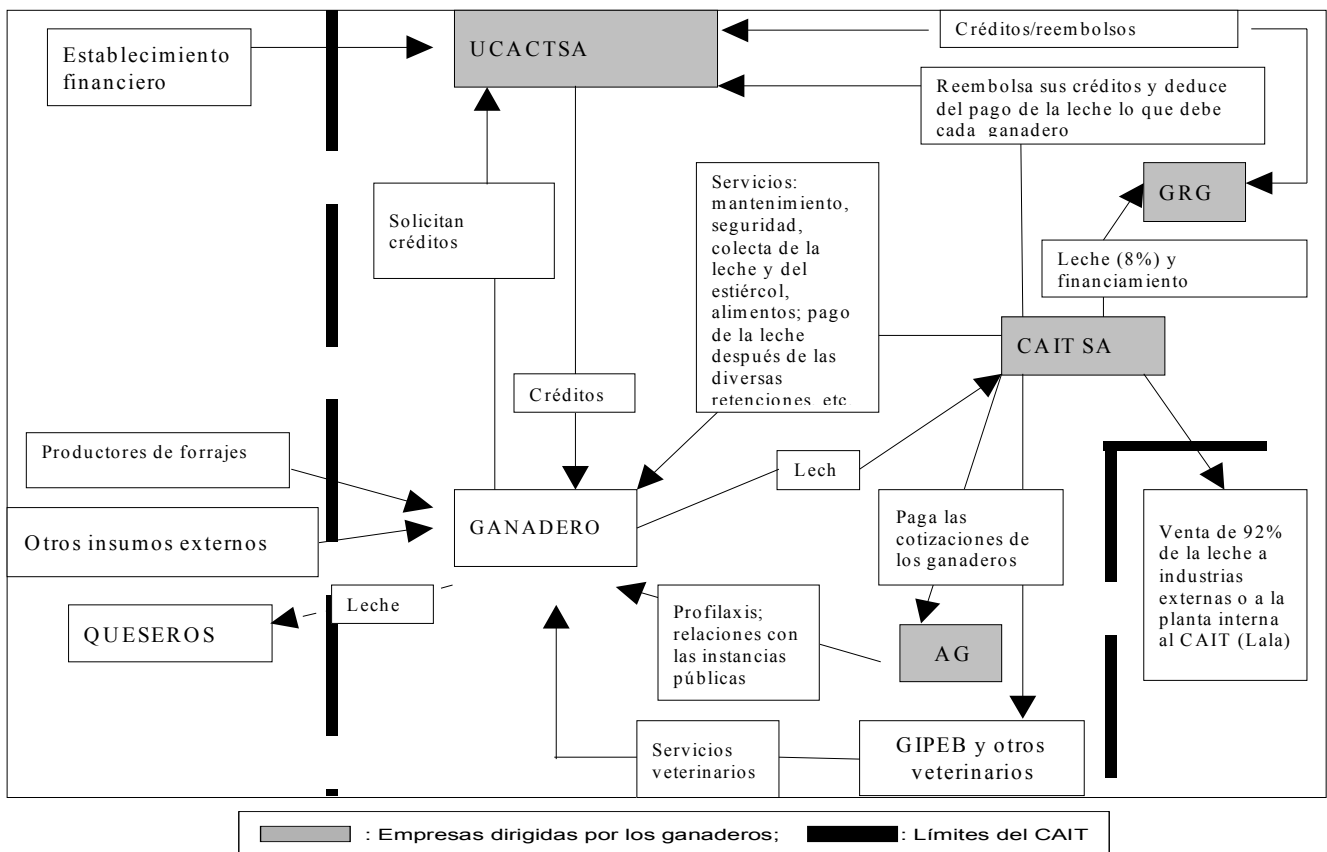 Establecimiento
financiero
UCACTSA
Créditos/reembolsos
Reembolsa sus créditos y deduce
del pago de la leche lo que debe
cada ganadero
Solicitan
créditos
Servicios:
mantenimiento,
seguridad,
colecta de la
leche y del
estiércol,
alimentos; pago
de la leche
después de las
diversas
retenciones, etc.
GRG
Leche (8%) y
financiamiento
CAIT SA
Créditos
Productores de forrajes
Otros insumos externos
GANADERO
Lech
Paga las
cotizaciones de
los ganaderos
Venta de 92%
de la leche a
industrias
externas o a la
planta interna
al CAIT (Lala)
QUESEROS
Leche
Profilaxis;
relaciones con
las instancias
públicas
AG
Servicios
veterinarios
GIPEB y otros
veterinarios
: Empresas dirigidas por los ganaderos;
: Límites del CAIT